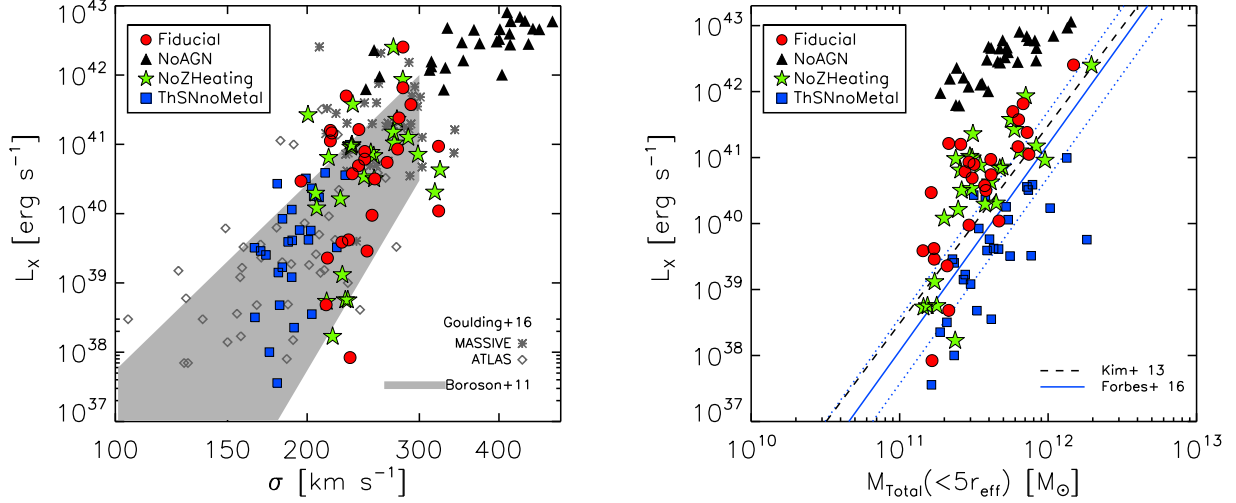 Fiducial
NoAGN
NoZHeating
ThSNnoMetal
10^43
10^42
10^41
10^40
10^39
10^38
10^37
L_X [erg s^-1]
Goulding+16
MASSIVE
ATLAS
Boroson+11
100 150 200 300 400
σ [km s^-1]
Fiducial
NoAGN
NoZHeating
ThSNnoMetal
10^43
10^42
10^41
10^40
10^39
10^38
10^37
L_X [erg s^-1]
Kim+ 13
Forbes+ 16
10^10 10^11 10^12 10^13
M_Total(<5r_eff) [M_⊙]